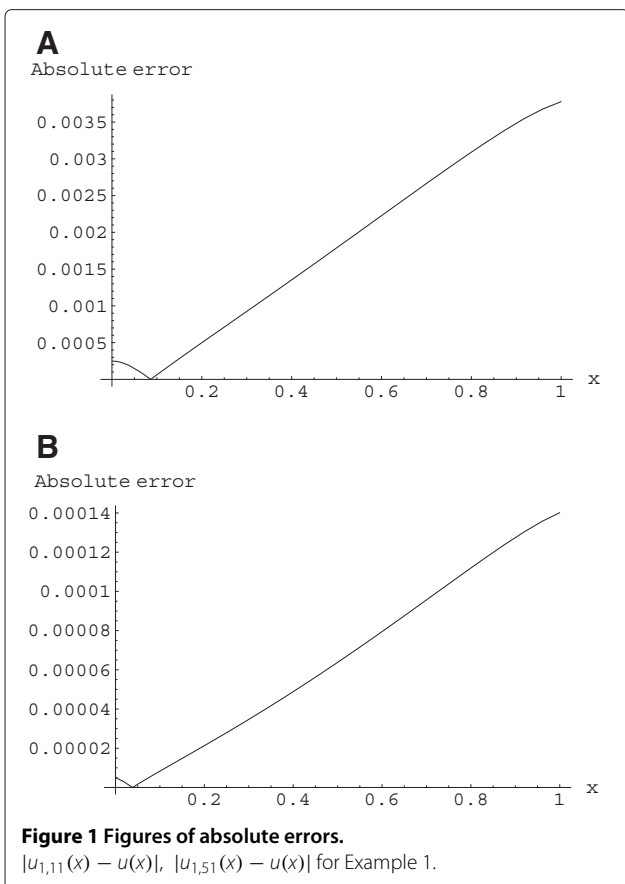 A
Absolute error
0.0035
0.003
0.0025
0.002
0.0015
0.001
0.0005
0.2 0.4 0.6 0.8 1 x
B
Absolute error
0.00014
0.00012
0.0001
0.00008
0.00006
0.00004
0.00002
0.2 0.4 0.6 0.8 1 x
Figure 1 Figures of absolute errors.
|u1,11(x) − u(x)|, |u1,51(x) − u(x)| for Example 1.